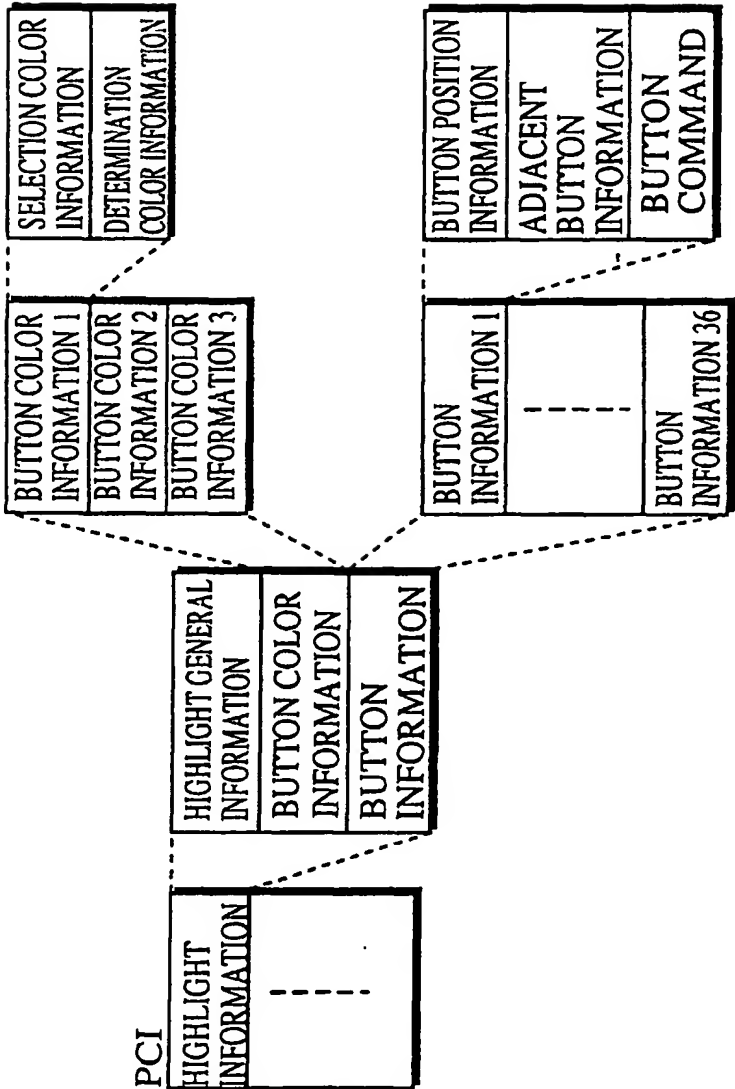 PCI
HIGHLIGHT
INFORMATION
HIGHLIGHT GENERAL
INFORMATION
BUTTON COLOR
INFORMATION
BUTTON
INFORMATION
BUTTON COLOR
INFORMATION 1
BUTTON COLOR
INFORMATION 2
BUTTON COLOR
INFORMATION 3
SELECTION COLOR
INFORMATION
DETERMINATION
COLOR INFORMATION
BUTTON
INFORMATION 1
BUTTON
INFORMATION 36
BUTTON POSITION
INFORMATION
ADJACENT
BUTTON
INFORMATION
BUTTON
COMMAND